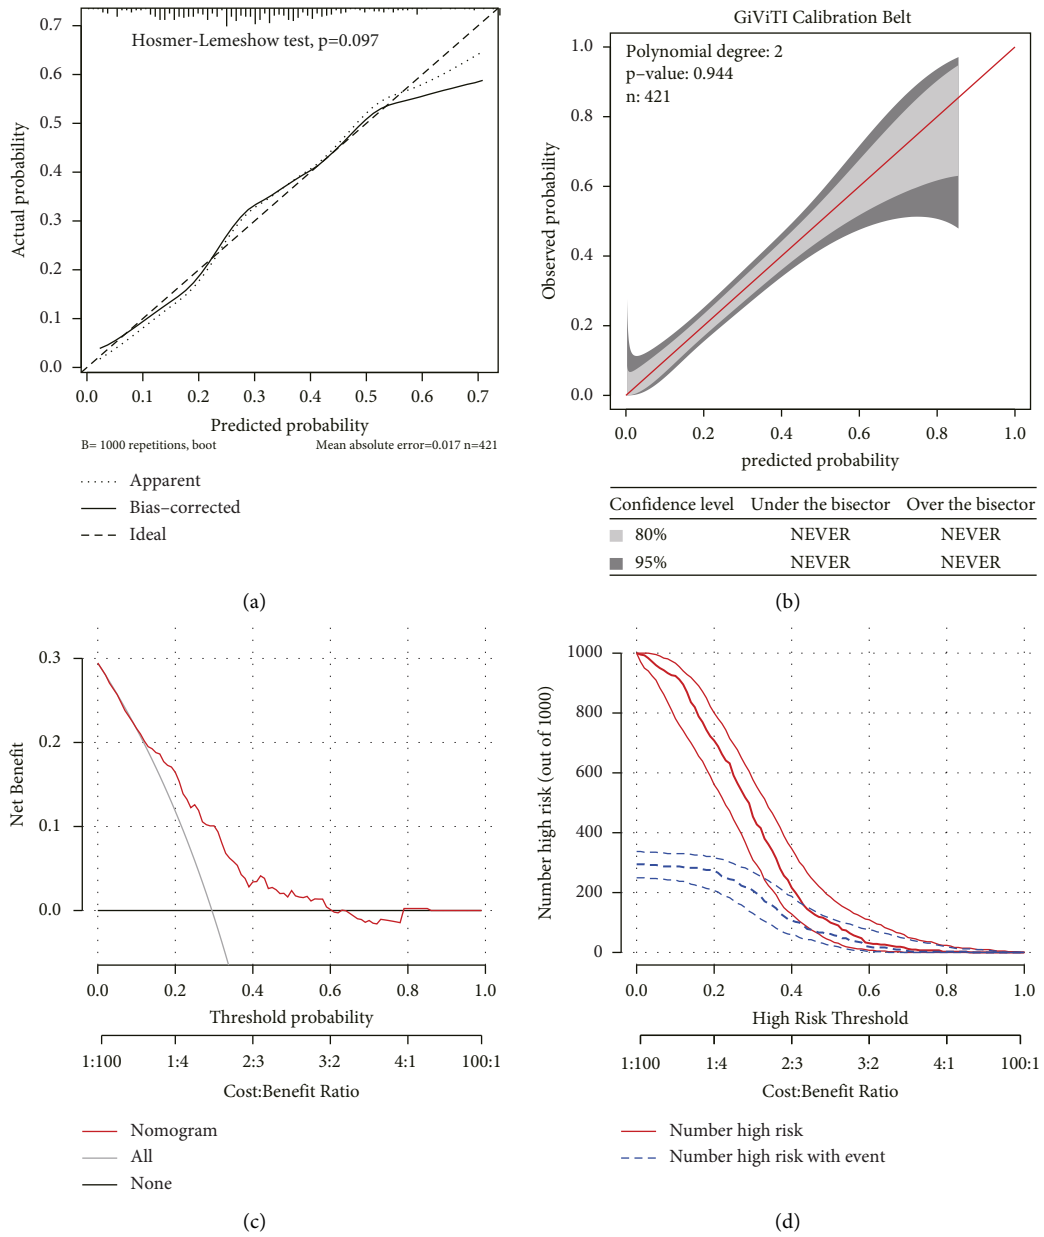 Hosmer-Lemeshow test, p=0.097
Actual probability
0.7
0.6
0.5
0.4
0.3
0.2
0.1
0.0
0.0 0.1 0.2 0.3 0.4 0.5 0.6 0.7
Predicted probability
B= 1000 repetitions, boot Mean absolute error=0.017 n=421
Apparent
Bias–corrected
Ideal
(a)
GiViTI Calibration Belt
Polynomial degree: 2
p–value: 0.944
n: 421
Observed probability
1.0
0.8
0.6
0.4
0.2
0.0
0.0 0.2 0.4 0.6 0.8 1.0
predicted probability
Confidence level Under the bisector Over the bisector
80% NEVER NEVER
95% NEVER NEVER
(b)
Net Benefit
0.3
0.2
0.1
0.0
0.0 0.2 0.4 0.6 0.8 1.0
Threshold probability
1:100 1:4 2:3 3:2 4:1 100:1
Cost:Benefit Ratio
Nomogram
All
None
(c)
Number high risk (out of 1000)
1000
800
600
400
200
0
0.0 0.2 0.4 0.6 0.8 1.0
High Risk Threshold
1:100 1:4 2:3 3:2 4:1 100:1
Cost:Benefit Ratio
Number high risk
Number high risk with event
(d)